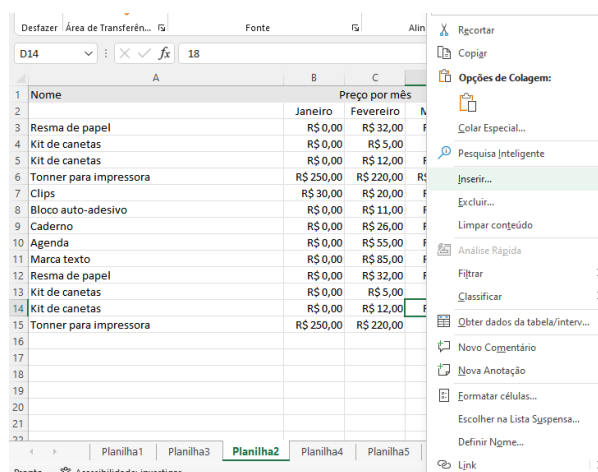 Desfazer Área de Transferên... Fonte Alin
D14 fx 18
A B C
1 Nome Preço por mês
2 Janeiro Fevereiro
3 Resma de papel R$ 0,00 R$ 32,00
4 Kit de canetas R$ 0,00 R$ 5,00
5 Kit de canetas R$ 0,00 R$ 12,00
6 Tonner para impressora R$ 250,00 R$ 220,00 R$
7 Clips R$ 30,00 R$ 20,00
8 Bloco auto-adesivo R$ 0,00 R$ 11,00
9 Caderno R$ 0,00 R$ 26,00
10 Agenda R$ 0,00 R$ 55,00
11 Marca texto R$ 0,00 R$ 85,00
12 Resma de papel R$ 0,00 R$ 32,00
13 Kit de canetas R$ 0,00 R$ 5,00
14 Kit de canetas R$ 0,00 R$ 12,00
15 Tonner para impressora R$ 250,00 R$ 220,00
16
17
18
19
20
21
22
Planilha1 Planilha3 Planilha2 Planilha4 Planilha5
Pronto Acessibilidade: investigar
Recortar
Copiar
Opções de Colagem:
Colar Especial...
Pesquisa Inteligente
Inserir...
Excluir...
Limpar conteúdo
Análise Rápida
Filtrar
Classificar
Obter dados da tabela/interv...
Novo Comentário
Nova Anotação
Formatar células...
Escolher na Lista Suspensa...
Definir Nome...
Link